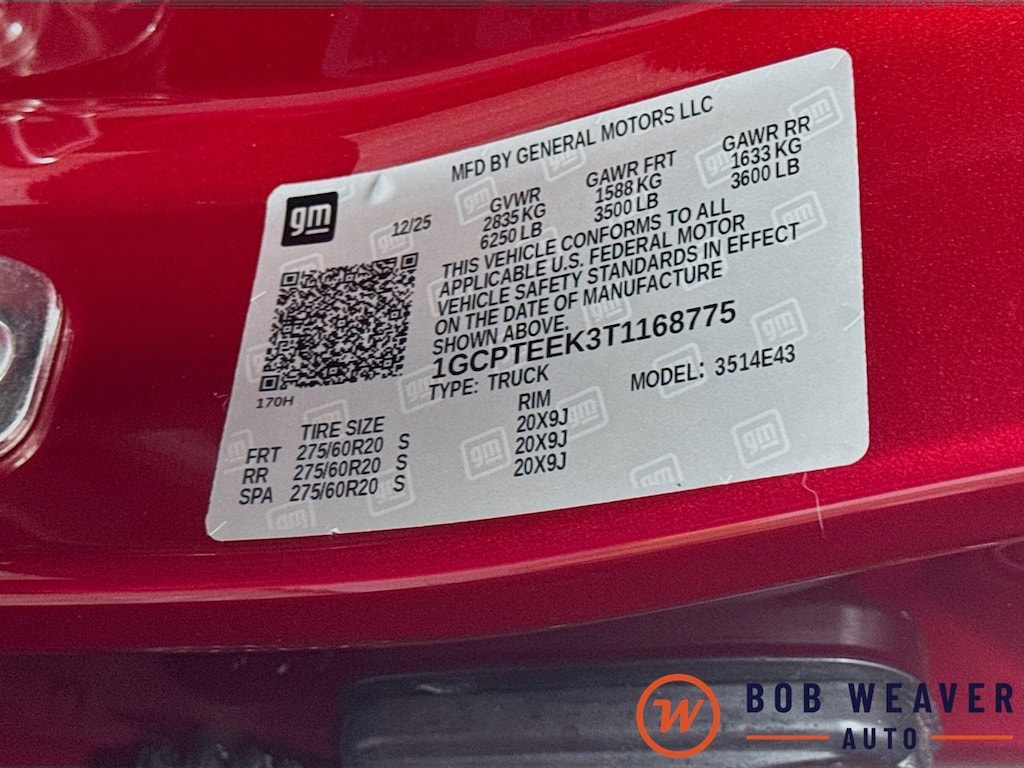 MFD BY GENERAL MOTORS LLC
gm
12/25
GVWR GAWR FRT GAWR RR
2835 KG 1588 KG 1633 KG
6250 LB 3500 LB 3600 LB
THIS VEHICLE CONFORMS TO ALL
APPLICABLE U.S. FEDERAL MOTOR
VEHICLE SAFETY STANDARDS IN EFFECT
ON THE DATE OF MANUFACTURE
SHOWN ABOVE.
1GCPTEEK3T1168775
TYPE: TRUCK MODEL: 3514E43
170H
TIRE SIZE RIM
FRT 275/60R20 S 20X9J
RR 275/60R20 S 20X9J
SPA 275/60R20 S 20X9J
W BOB WEAVER
AUTO